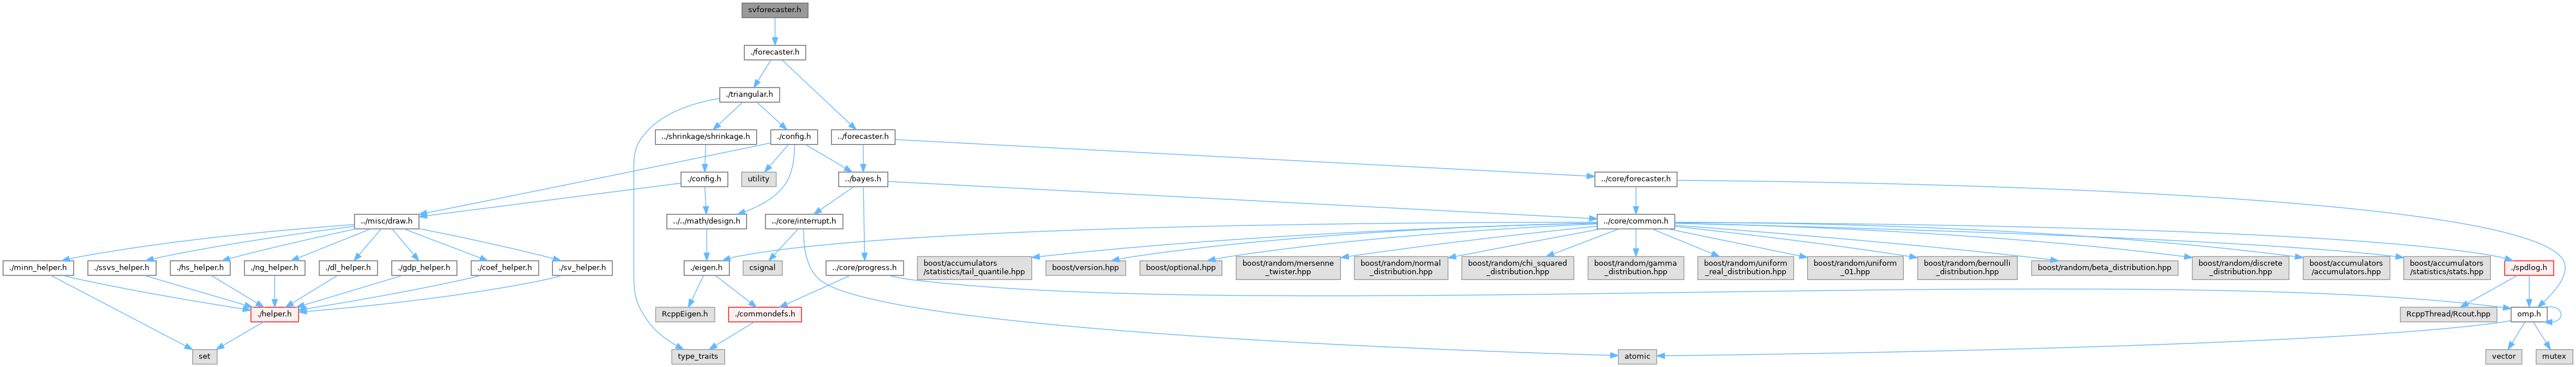 svforecaster.h
./forecaster.h
./triangular.h
../shrinkage/shrinkage.h
./config.h
../forecaster.h
./config.h
utility
../bayes.h
../core/forecaster.h
../misc/draw.h
../../math/design.h
../core/interrupt.h
../core/common.h
./minn_helper.h
./ssvs_helper.h
./hs_helper.h
./ng_helper.h
./dl_helper.h
./gdp_helper.h
./coef_helper.h
./sv_helper.h
./eigen.h
csignal
../core/progress.h
boost/accumulators
/statistics/tail_quantile.hpp
boost/version.hpp
boost/optional.hpp
boost/random/mersenne
_twister.hpp
boost/random/normal
_distribution.hpp
boost/random/chi_squared
_distribution.hpp
boost/random/gamma
_distribution.hpp
boost/random/uniform
_real_distribution.hpp
boost/random/uniform
_01.hpp
boost/random/bernoulli
_distribution.hpp
boost/random/beta_distribution.hpp
boost/random/discrete
_distribution.hpp
boost/accumulators
/accumulators.hpp
boost/accumulators
/statistics/stats.hpp
./spdlog.h
./helper.h
RcppEigen.h
./commondefs.h
RcppThread/Rcout.hpp
omp.h
set
type_traits
atomic
vector
mutex